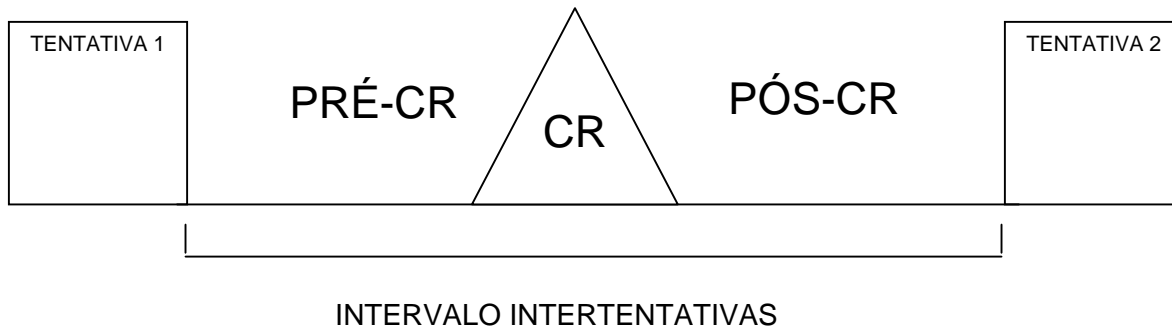 TENTATIVA 1
PRÉ-CR
CR
PÓS-CR
TENTATIVA 2
INTERVALO INTERTENTATIVAS